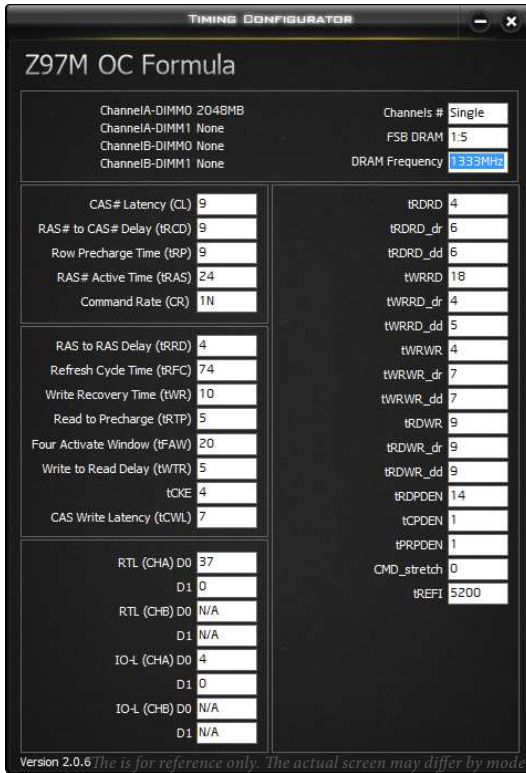 Timing Configurator
Z97M OC Formula
ChannelA-DIMM0 2048MB
ChannelA-DIMM1 None
ChannelB-DIMM0 None
ChannelB-DIMM1 None
Channels # Single
FSB DRAM 1:5
DRAM Frequency 1333MHz
CAS# Latency (CL) 9
RAS# to CAS# Delay (tRCD) 9
Row Precharge Time (tRP) 9
RAS# Active Time (tRAS) 24
Command Rate (CR) 1N
RAS to RAS Delay (tRRD) 4
Refresh Cycle Time (tRFC) 74
Write Recovery Time (tWR) 10
Read to Precharge (tRTP) 5
Four Activate Window (tFAW) 20
Write to Read Delay (tWTR) 5
tCKE 4
CAS Write Latency (tCWL) 7
RTL (CHA) D0 37
D1 0
RTL (CHB) D0 N/A
D1 N/A
IO-L (CHA) D0 4
D1 0
IO-L (CHB) D0 N/A
D1 N/A
tRDRD 4
tRDRD_dr 6
tRDRD_dd 6
tWRRD 18
tWRRD_dr 4
tWRRD_dd 5
tWRWR 4
tWRWR_dr 7
tWRWR_dd 7
tRDWR 9
tRDWR_dr 9
tRDWR_dd 9
tRDPDEN 14
tCPDEN 1
tPRPDEN 1
CMD_stretch 0
tREFI 5200
Version 2.0.6
The is for reference only. The actual screen may differ by mode